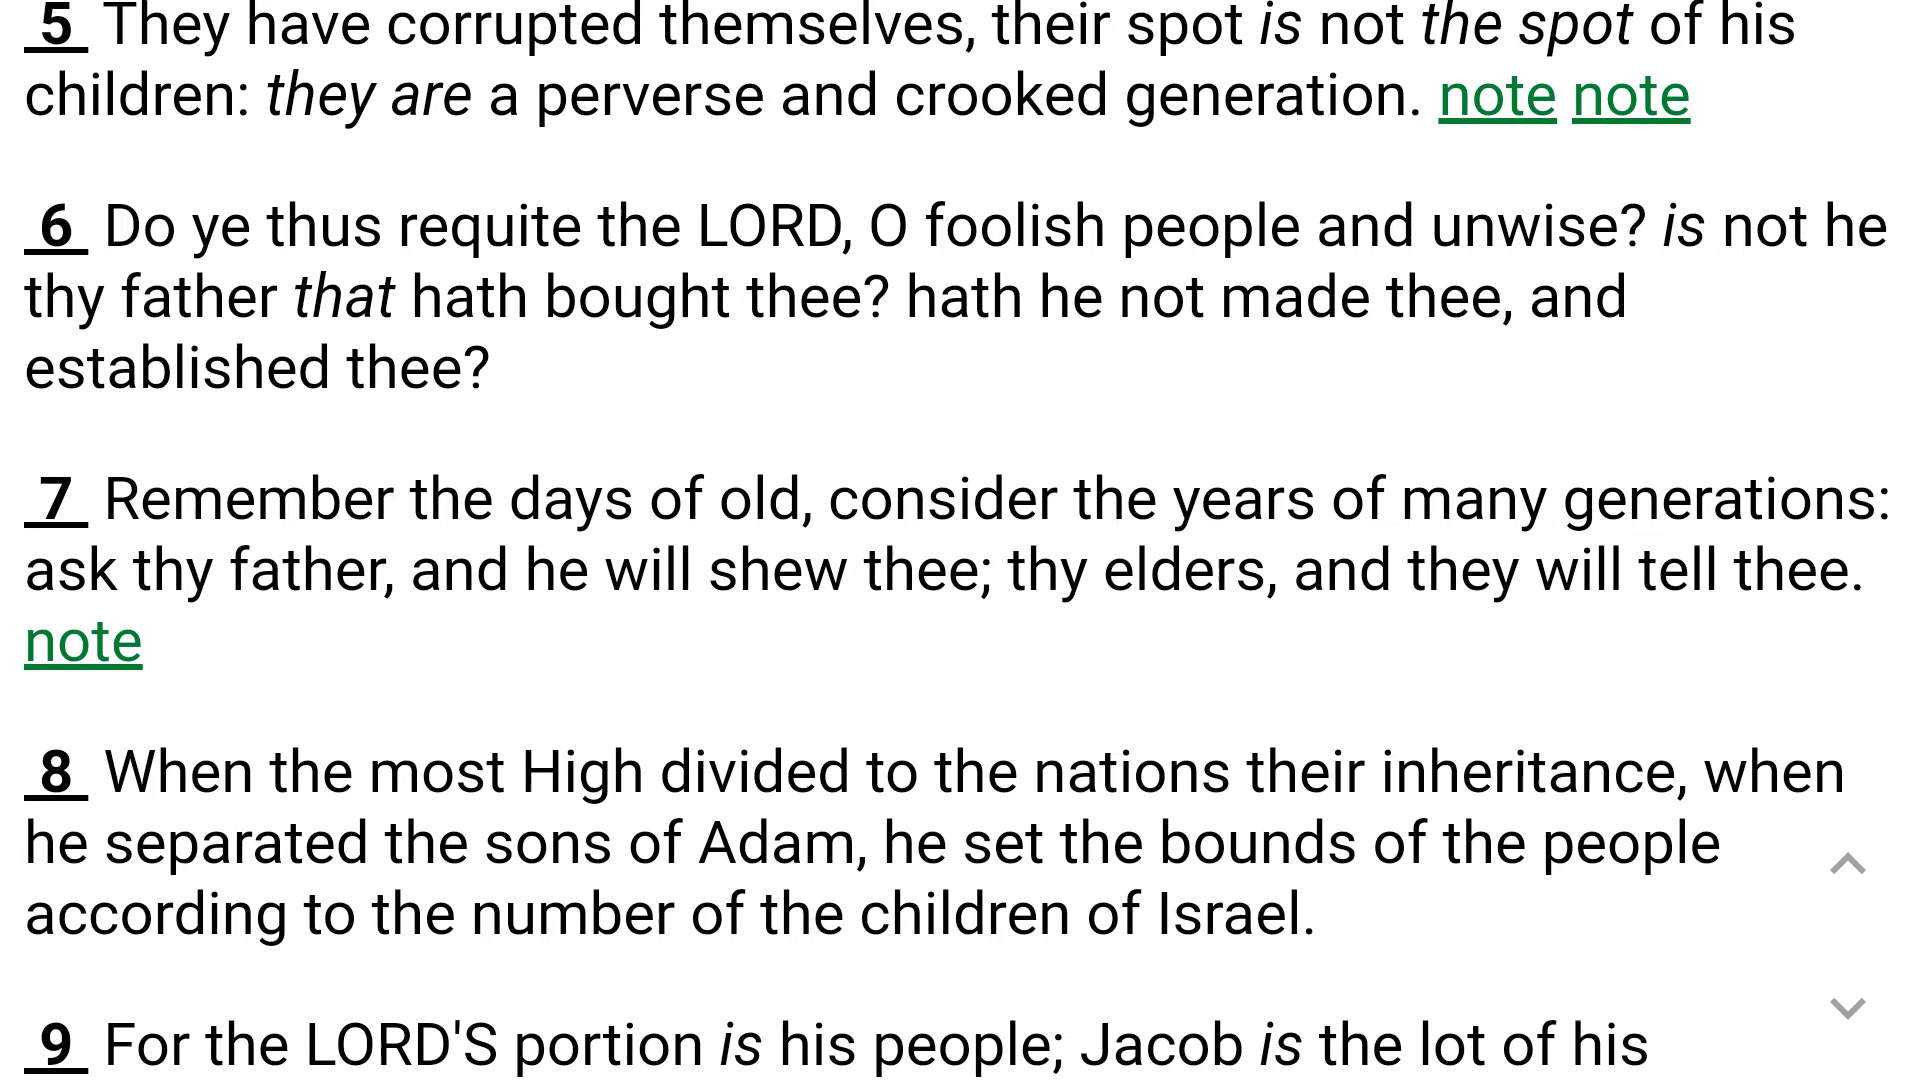 5 They have corrupted themselves, their spot is not the spot of his
children: they are a perverse and crooked generation. note note
6 Do ye thus requite the LORD, O foolish people and unwise? is not he
thy father that hath bought thee? hath he not made thee, and
established thee?
7 Remember the days of old, consider the years of many generations:
ask thy father, and he will shew thee; thy elders, and they will tell thee.
note
8 When the most High divided to the nations their inheritance, when
he separated the sons of Adam, he set the bounds of the people
according to the number of the children of Israel.
9 For the LORD'S portion is his people; Jacob is the lot of his